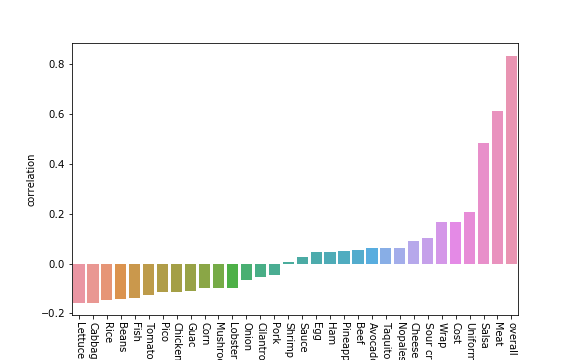 0.8
0.6
0.4
0.2
0.0
−0.2
correlation
Lettuce
Cabbag
Rice
Beans
Fish
Tomato
Pico
Chicken
Guac
Corn
Mushro
Lobster
Onion
Cilantro
Pork
Shrimp
Sauce
Egg
Ham
Pineapp
Beef
Avocado
Taquito
Nopales
Cheese
Sour cr
Wrap
Cost
Uniform
Salsa
Meat
overall